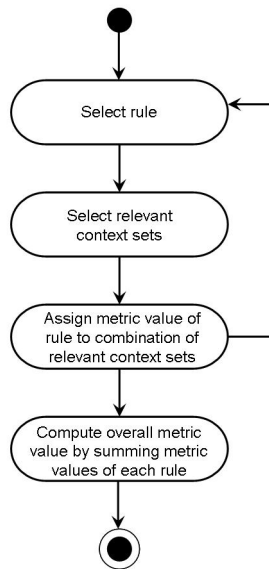 Select rule
Select relevant
context sets
Assign metric value of
rule to combination of
relevant context sets
Compute overall metric
value by summing metric
values of each rule